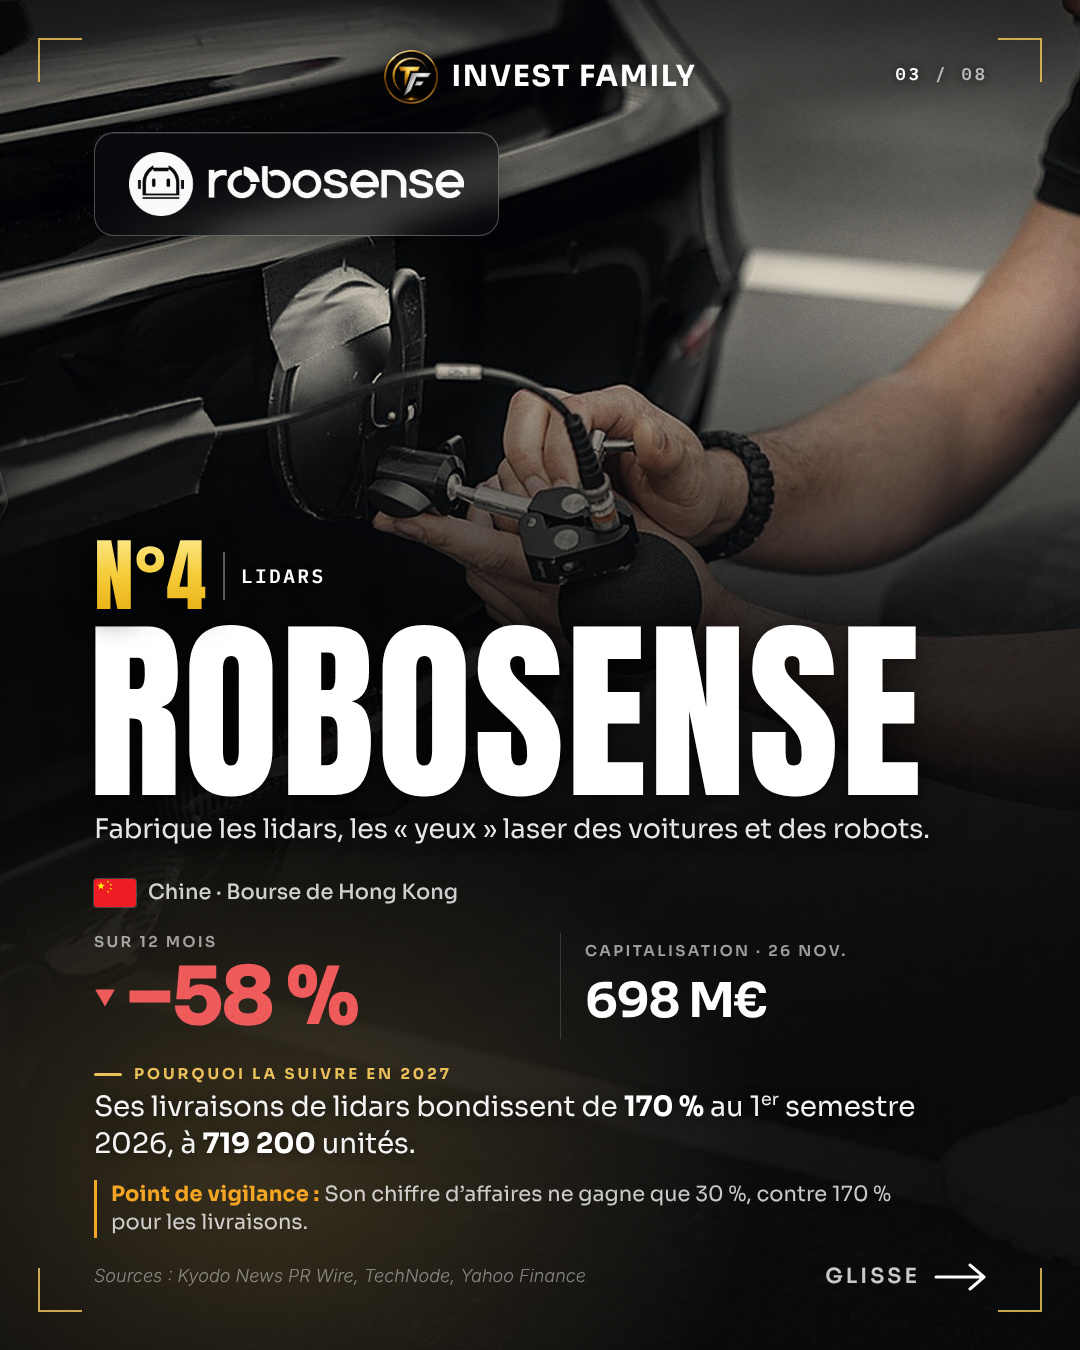 INVEST FAMILY
03 / 08
robosense
N°4
LIDARS
ROBOSENSE
Fabrique les lidars, les « yeux » laser des voitures et des robots.
Chine · Bourse de Hong Kong
SUR 12 MOIS
▼ −58 %
CAPITALISATION · 26 NOV.
698 M€
POURQUOI LA SUIVRE EN 2027
Ses livraisons de lidars bondissent de 170 % au 1er semestre
2026, à 719 200 unités.
Point de vigilance : Son chiffre d’affaires ne gagne que 30 %, contre 170 %
pour les livraisons.
Sources : Kyodo News PR Wire, TechNode, Yahoo Finance
GLISSE →